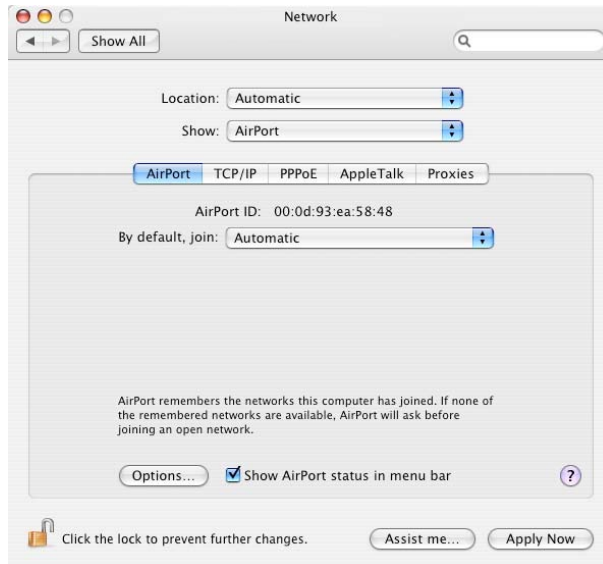 Network
Show All
Location: Automatic
Show: AirPort
AirPort TCP/IP PPPoE AppleTalk Proxies
AirPort ID: 00:0d:93:ea:58:48
By default, join: Automatic
AirPort remembers the networks this computer has joined. If none of
the remembered networks are available, AirPort will ask before
joining an open network.
Options... Show AirPort status in menu bar ?
Click the lock to prevent further changes. Assist me... Apply Now